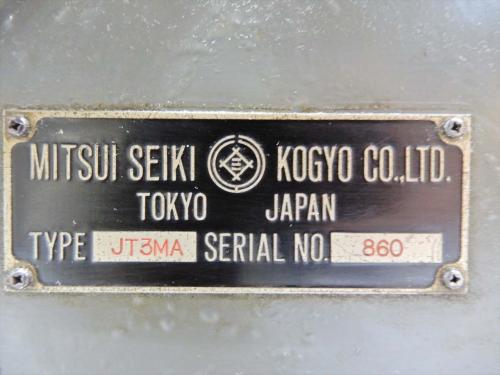 MITSUI SEIKI KOGYO CO.,LTD.
TOKYO JAPAN
TYPE JT3MA SERIAL NO. 860